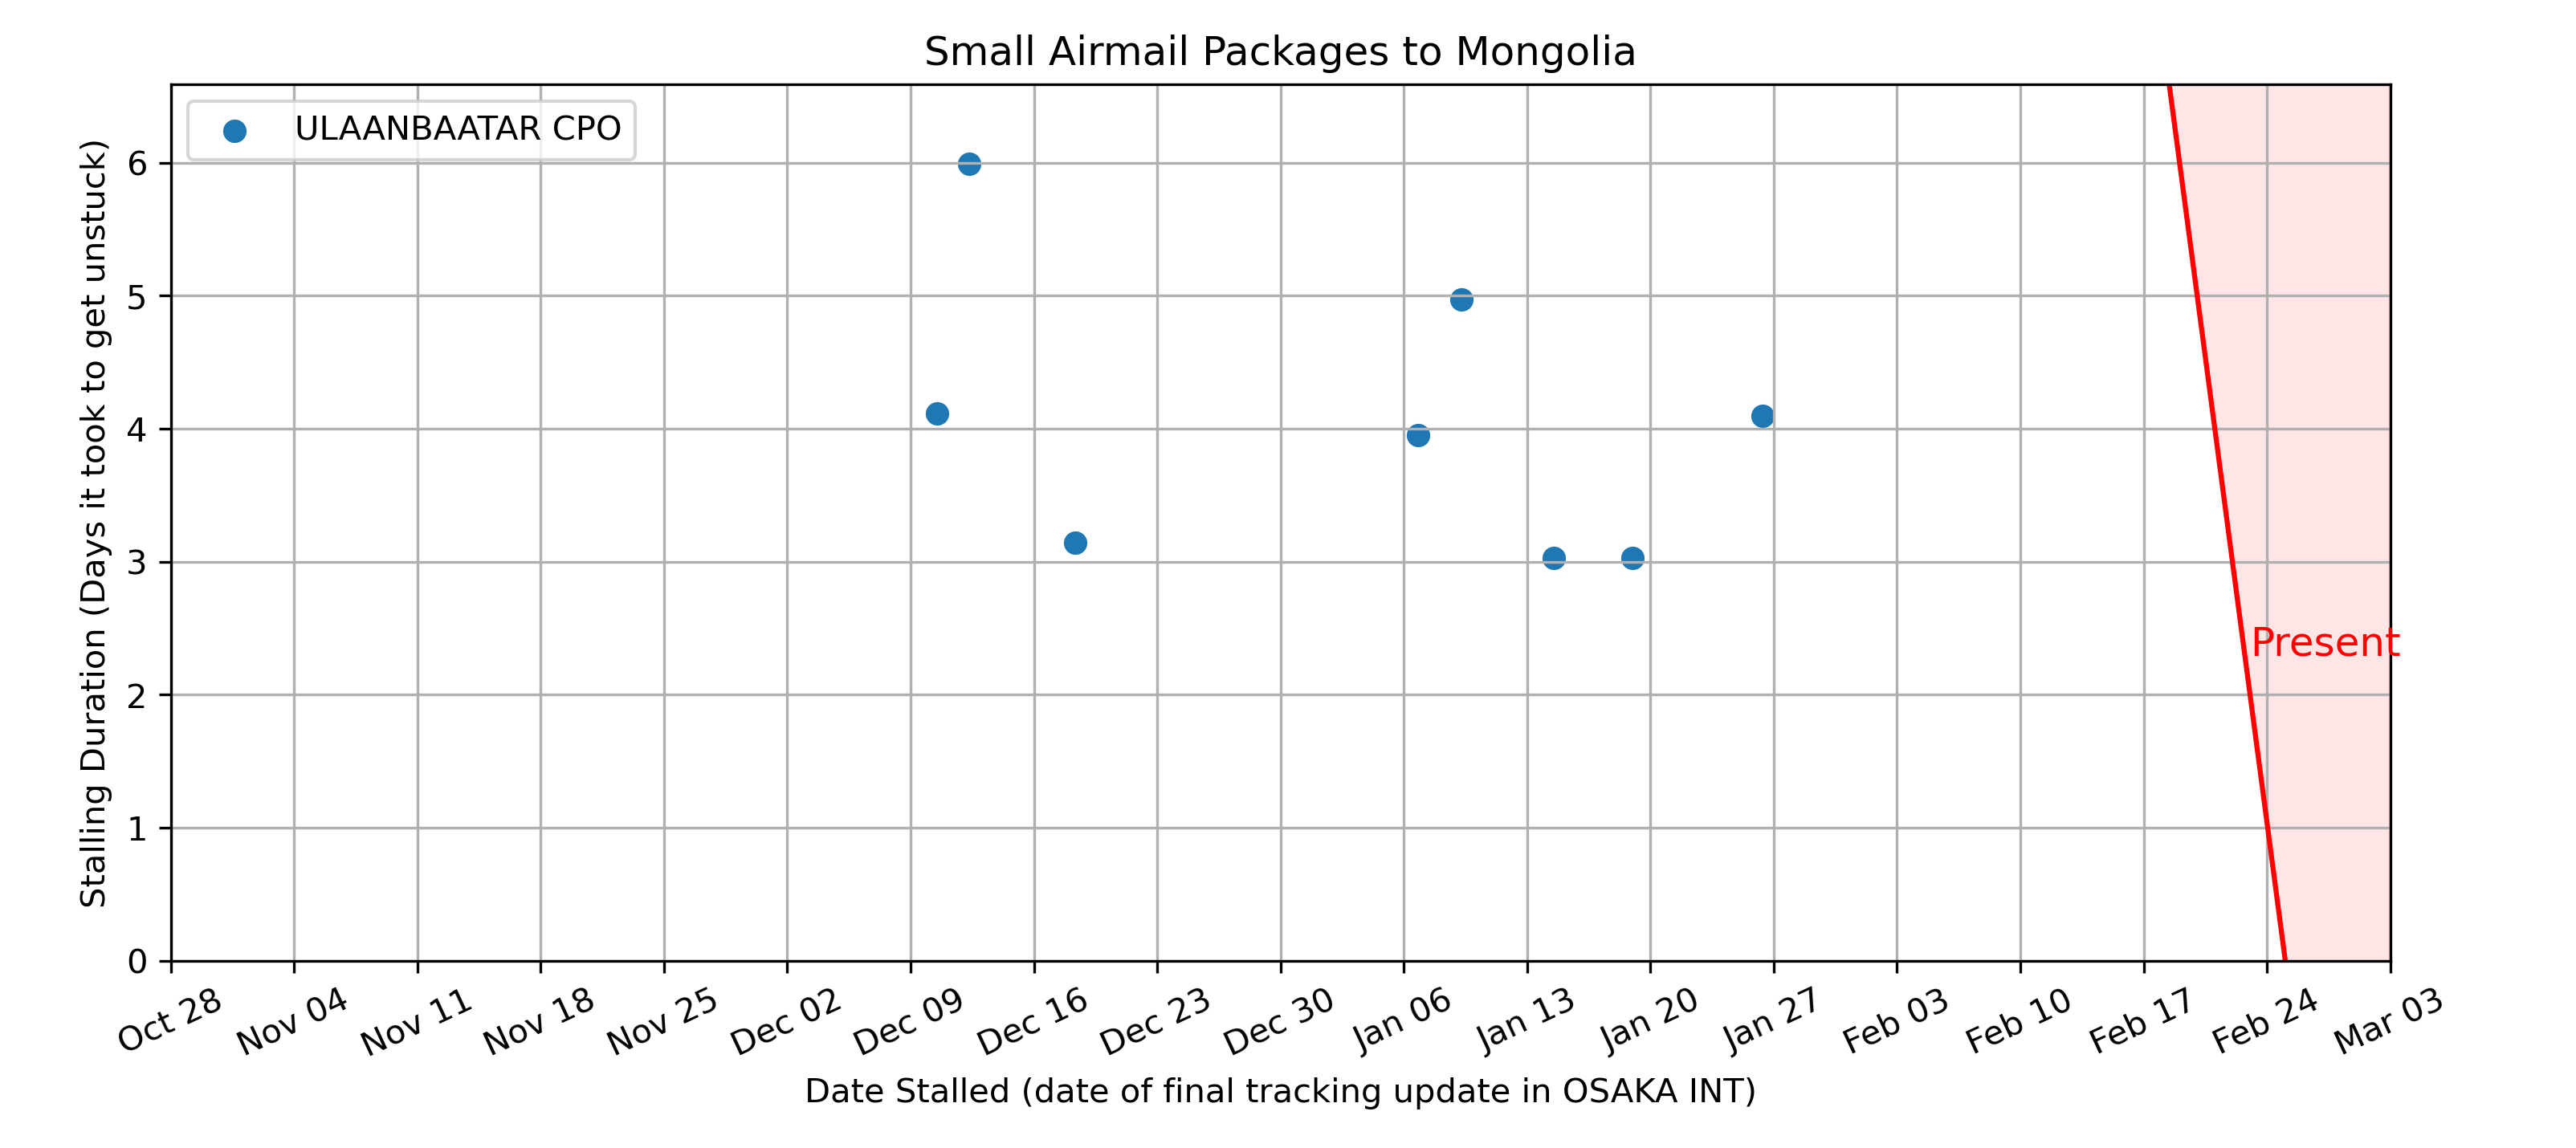 Small Airmail Packages to Mongolia
ULAANBAATAR CPO
Stalling Duration (Days it took to get unstuck)
6
5
4
3
2
1
0
Present
Oct 28
Nov 04
Nov 11
Nov 18
Nov 25
Dec 02
Dec 09
Dec 16
Dec 23
Dec 30
Jan 06
Jan 13
Jan 20
Jan 27
Feb 03
Feb 10
Feb 17
Feb 24
Mar 03
Date Stalled (date of final tracking update in OSAKA INT)